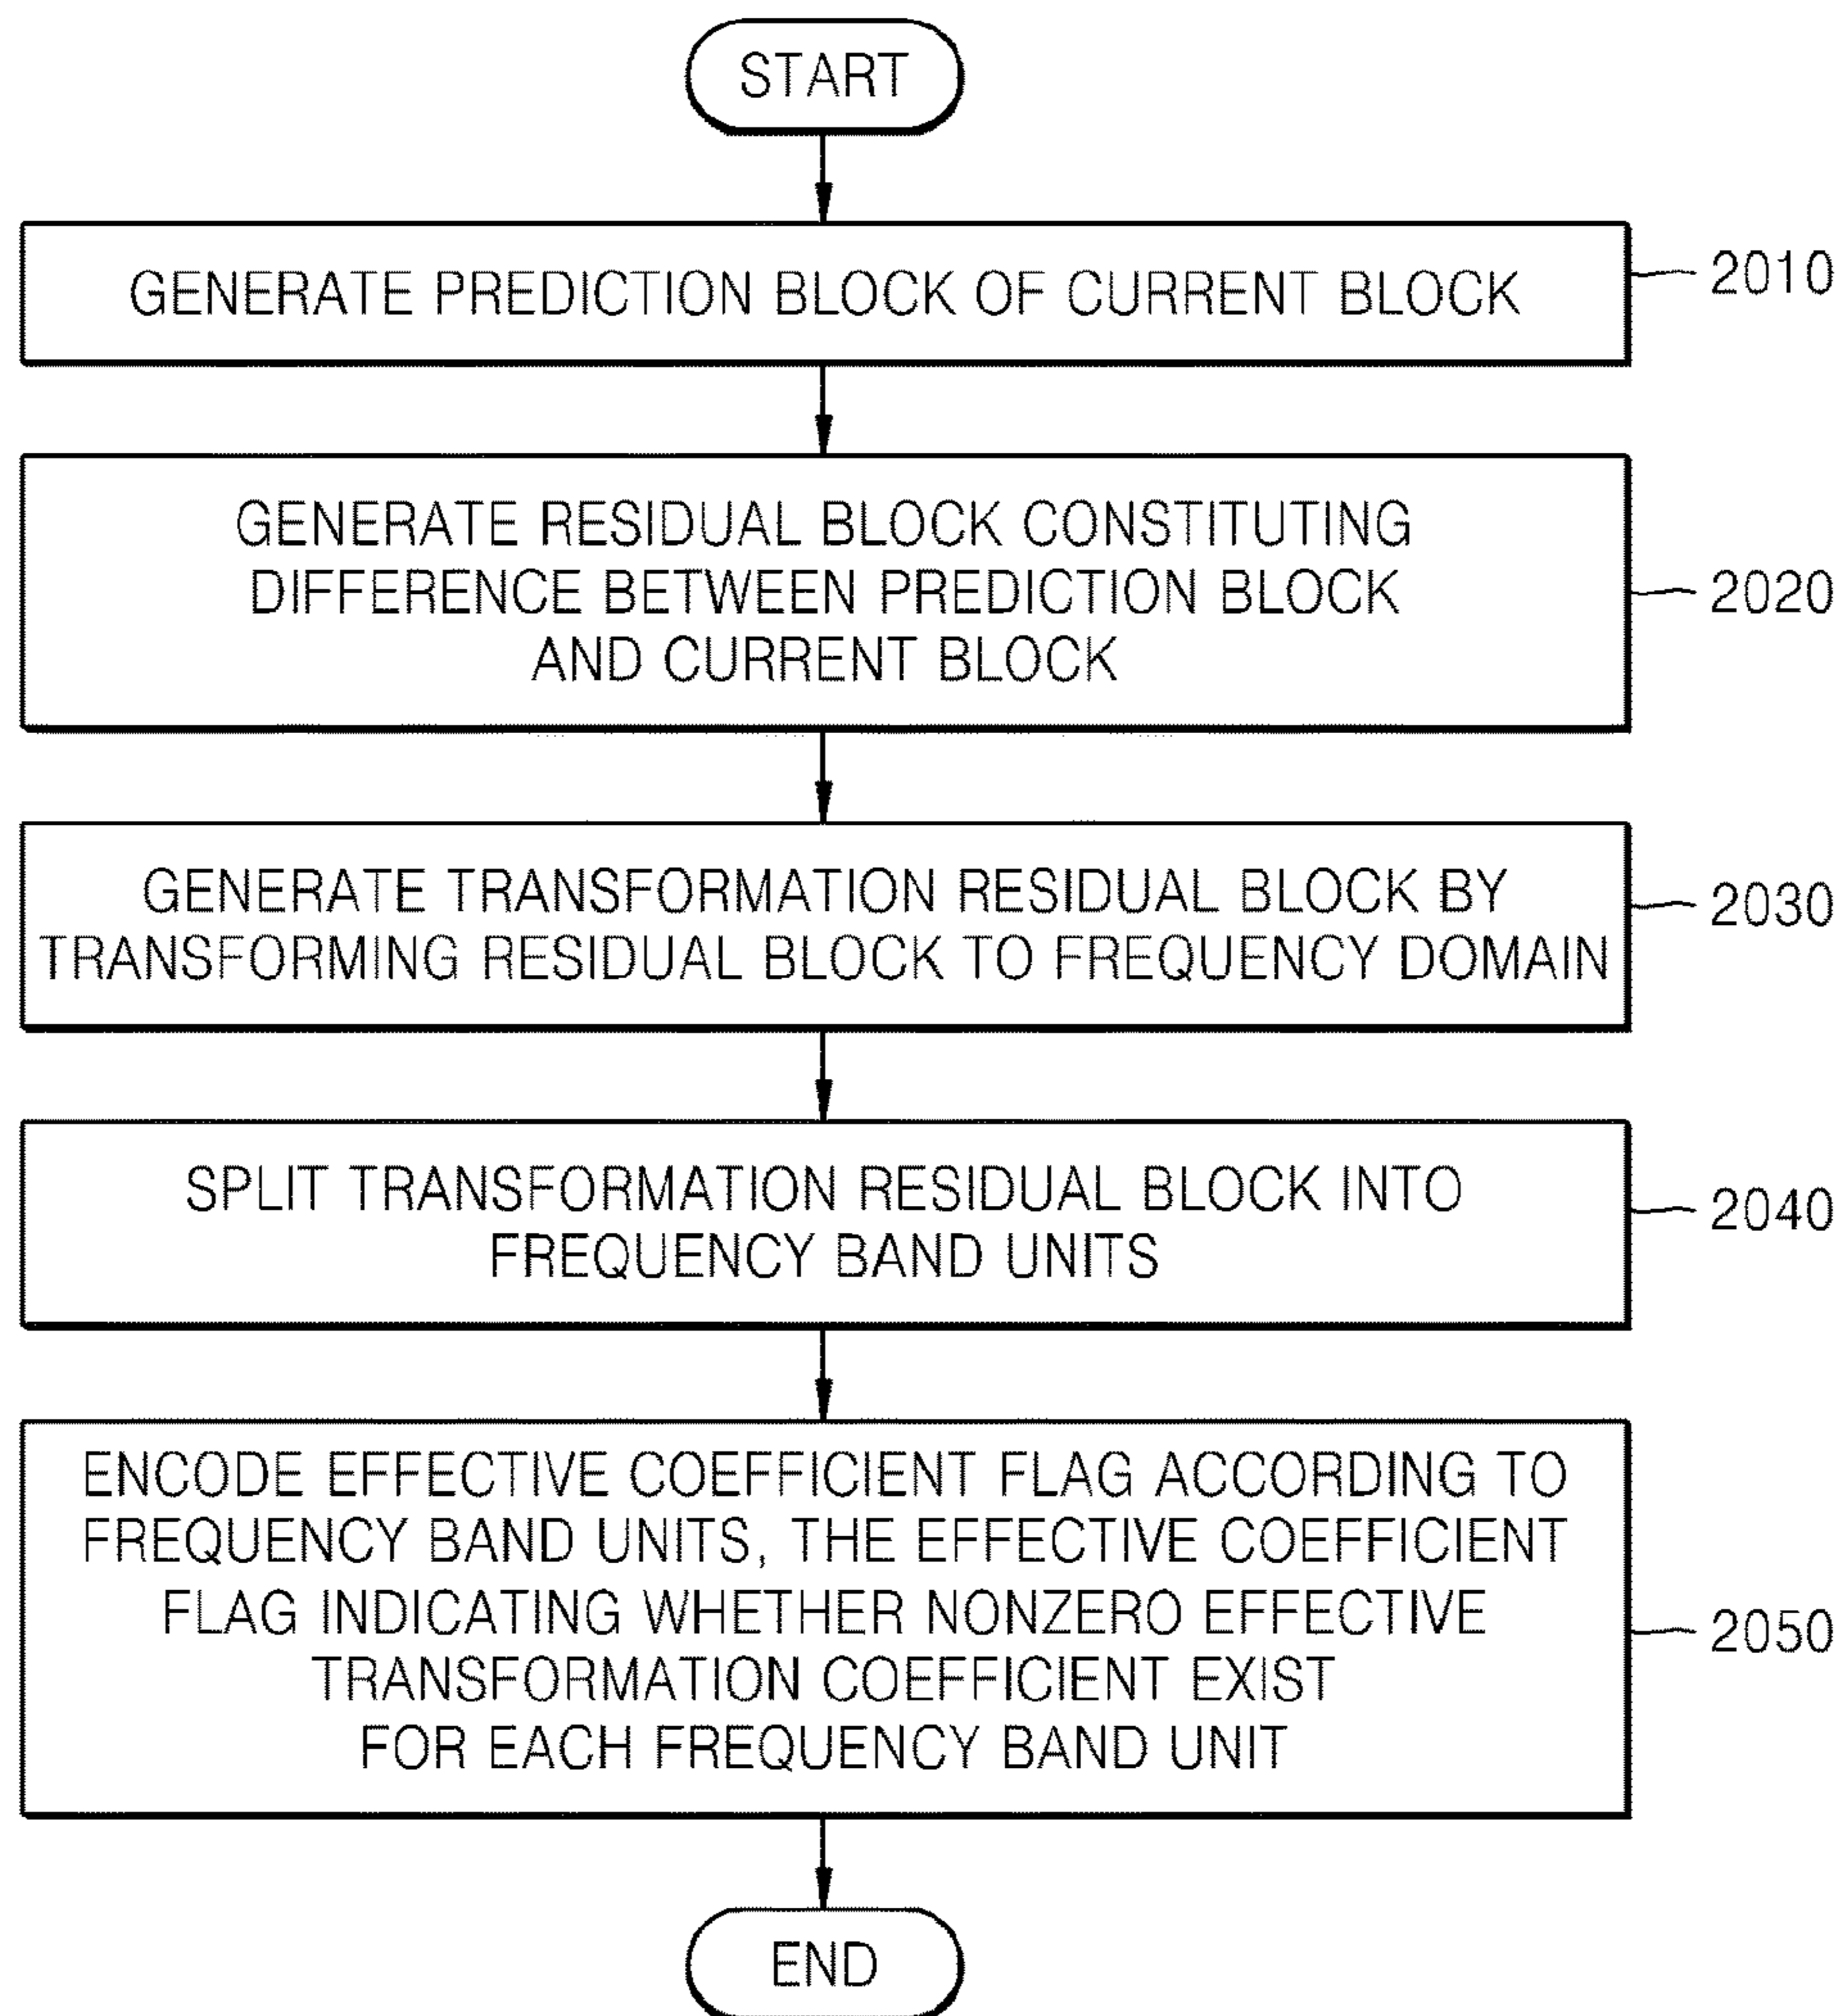 START
GENERATE PREDICTION BLOCK OF CURRENT BLOCK
2010
GENERATE RESIDUAL BLOCK CONSTITUTING
DIFFERENCE BETWEEN PREDICTION BLOCK
AND CURRENT BLOCK
2020
GENERATE TRANSFORMATION RESIDUAL BLOCK BY
TRANSFORMING RESIDUAL BLOCK TO FREQUENCY DOMAIN
2030
SPLIT TRANSFORMATION RESIDUAL BLOCK INTO
FREQUENCY BAND UNITS
2040
ENCODE EFFECTIVE COEFFICIENT FLAG ACCORDING TO
FREQUENCY BAND UNITS, THE EFFECTIVE COEFFICIENT
FLAG INDICATING WHETHER NONZERO EFFECTIVE
TRANSFORMATION COEFFICIENT EXIST
FOR EACH FREQUENCY BAND UNIT
2050
END